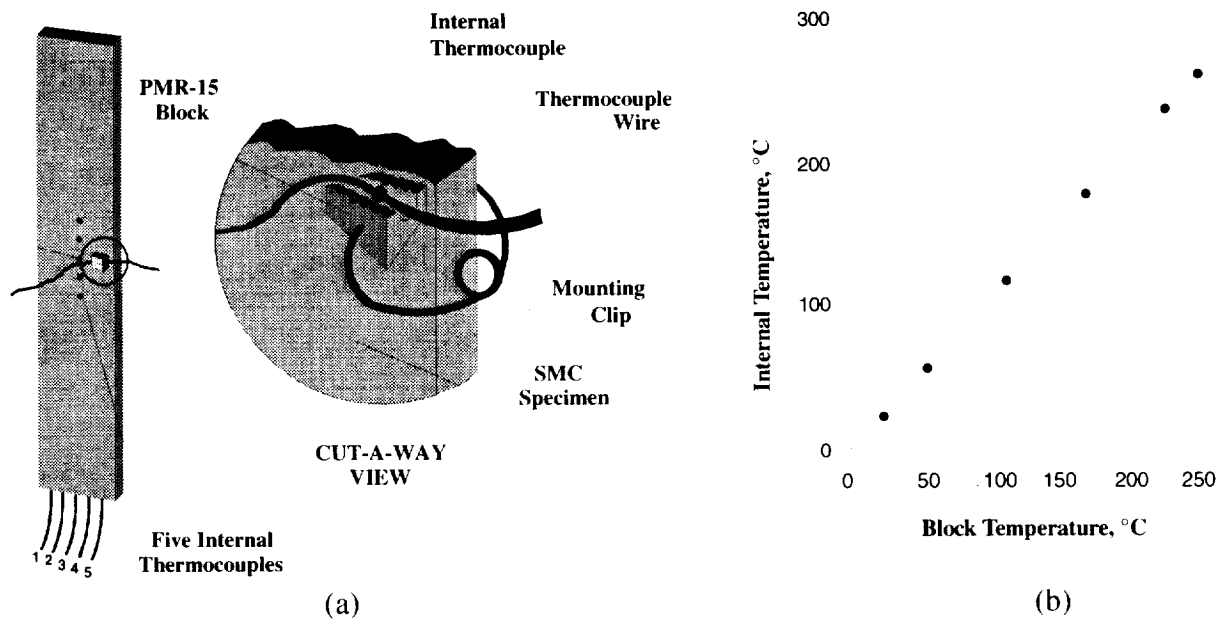 PMR-15
Block
Internal
Thermocouple
Thermocouple
Wire
Mounting
Clip
SMC
Specimen
CUT-A-WAY
VIEW
1 2 3 4 5
Five Internal
Thermocouples
(a)
Internal Temperature, °C
300
200
100
0
0 50 100 150 200 250
Block Temperature, °C
(b)